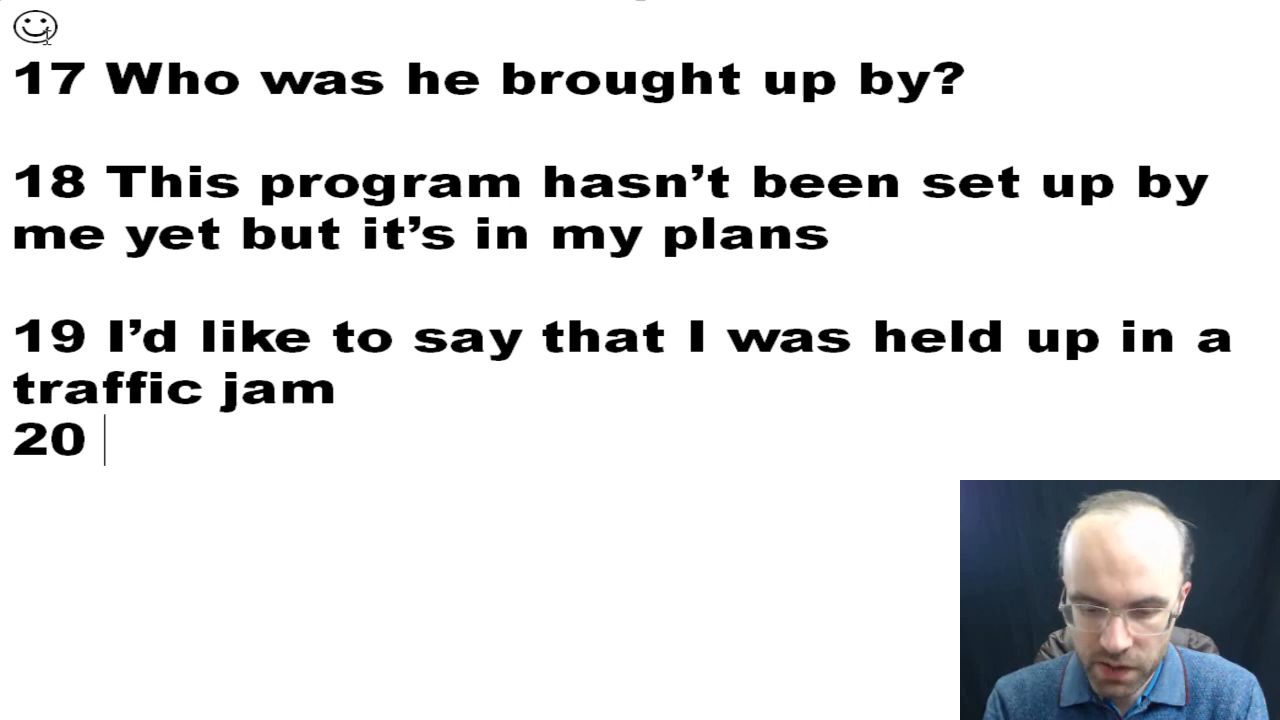 17 Who was he brought up by?
18 This program hasn’t been set up by
me yet but it’s in my plans
19 I’d like to say that I was held up in a
traffic jam
20